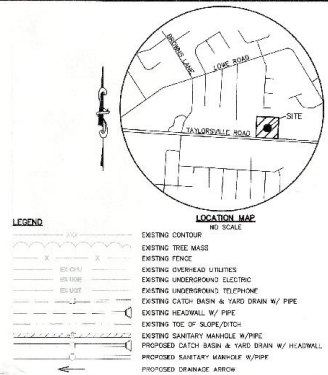 BROWNS LANE
LOWE ROAD
SITE
TAYLORSVILLE ROAD
LOCATION MAP
NO SCALE
LEGEND
EXISTING CONTOUR
EXISTING TREE MASS
X X EXISTING FENCE
EXISTING OVERHEAD UTILITIES
EXISTING UNDERGROUND ELECTRIC
EXISTING UNDERGROUND TELEPHONE
EXISTING CATCH BASIN & YARD DRAIN W/ PIPE
EXISTING HEADWALL W/ PIPE
EXISTING TOE OF SLOPE/DITCH
EXISTING SANITARY MANHOLE W/PIPE
PROPOSED CATCH BASIN & YARD DRAIN W/ HEADWALL
PROPOSED SANITARY MANHOLE W/PIPE
PROPOSED DRAINAGE ARROW